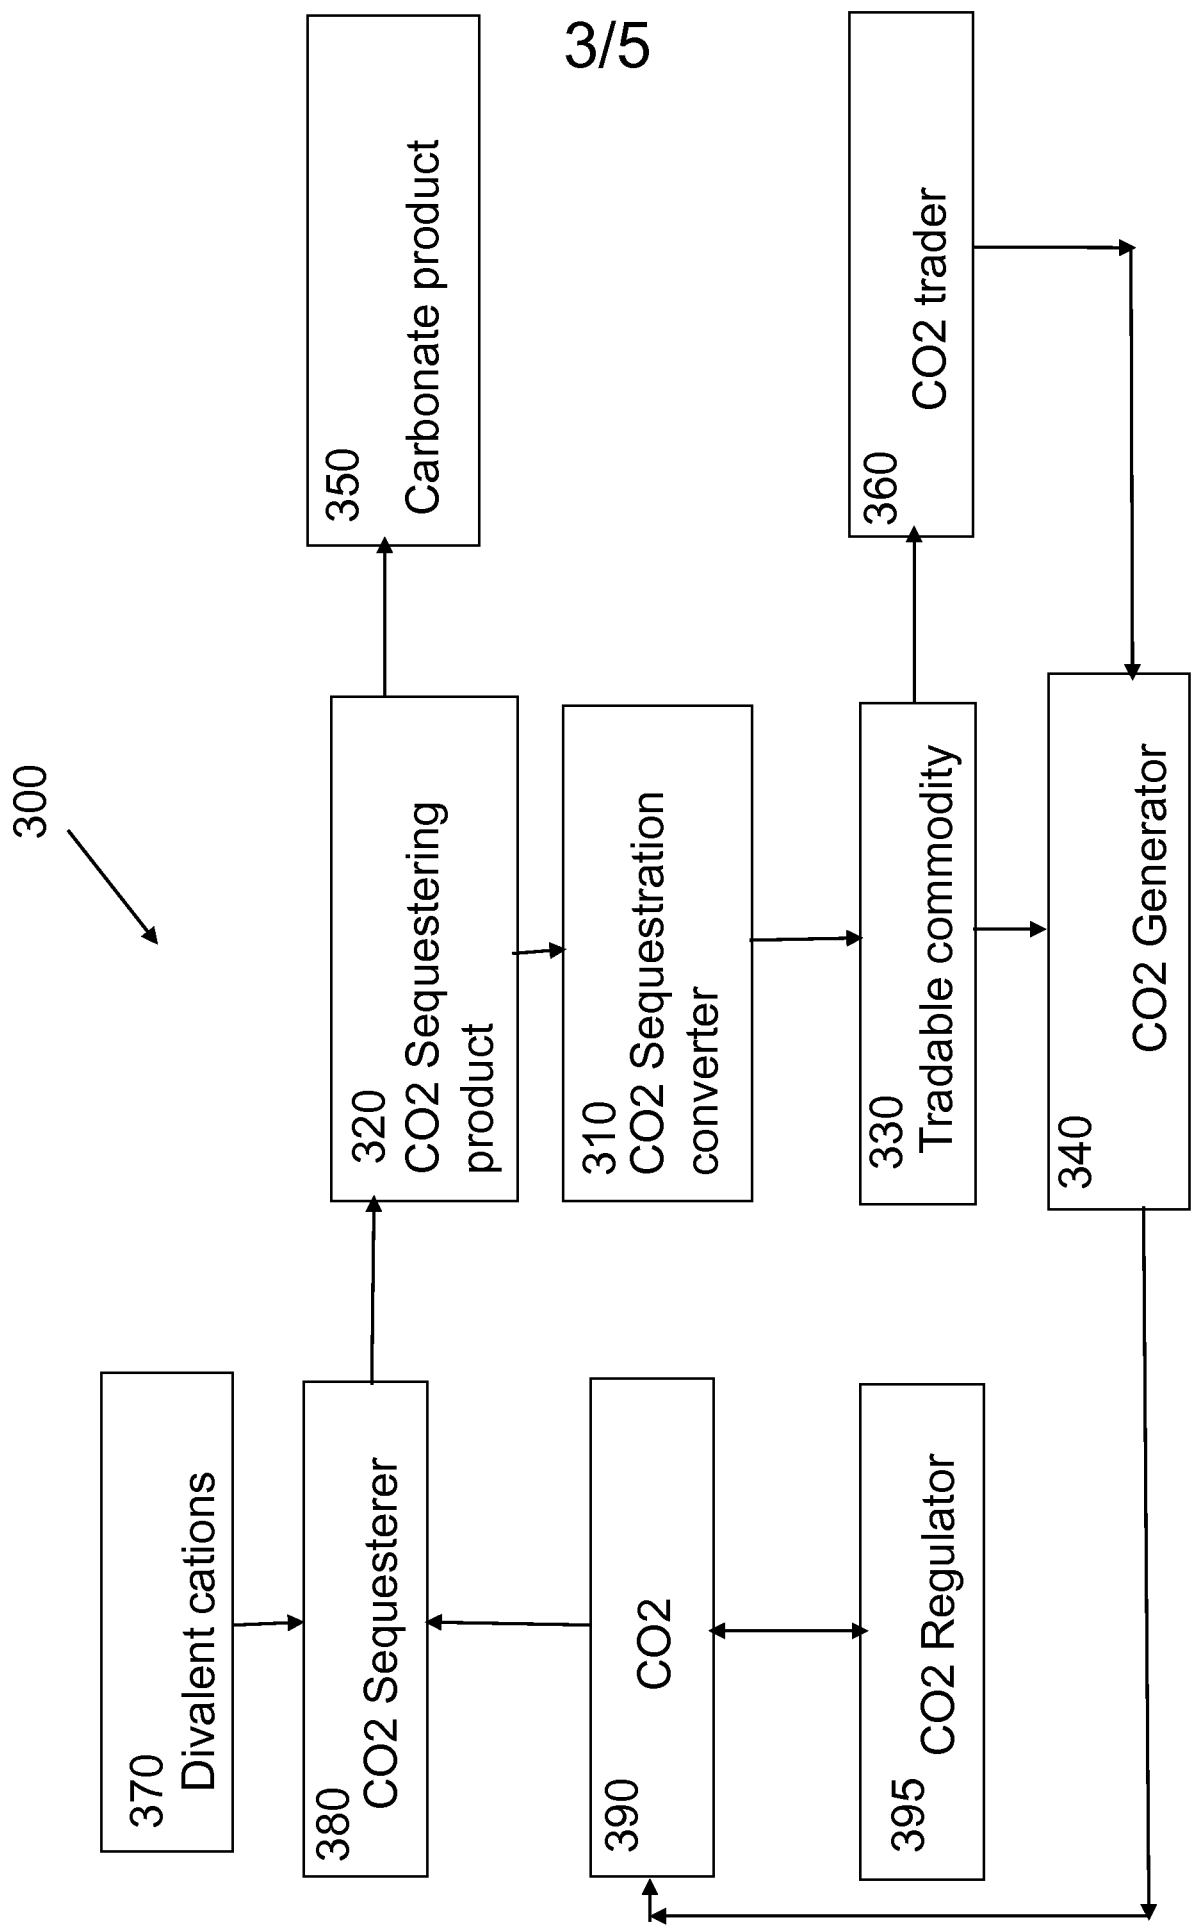 3/5
300
370
Divalent cations
380
CO2 Sequesterer
390
CO2
395
CO2 Regulator
320
CO2 Sequestering
product
310
CO2 Sequestration
converter
330
Tradable commodity
340
CO2 Generator
350
Carbonate product
360
CO2 trader